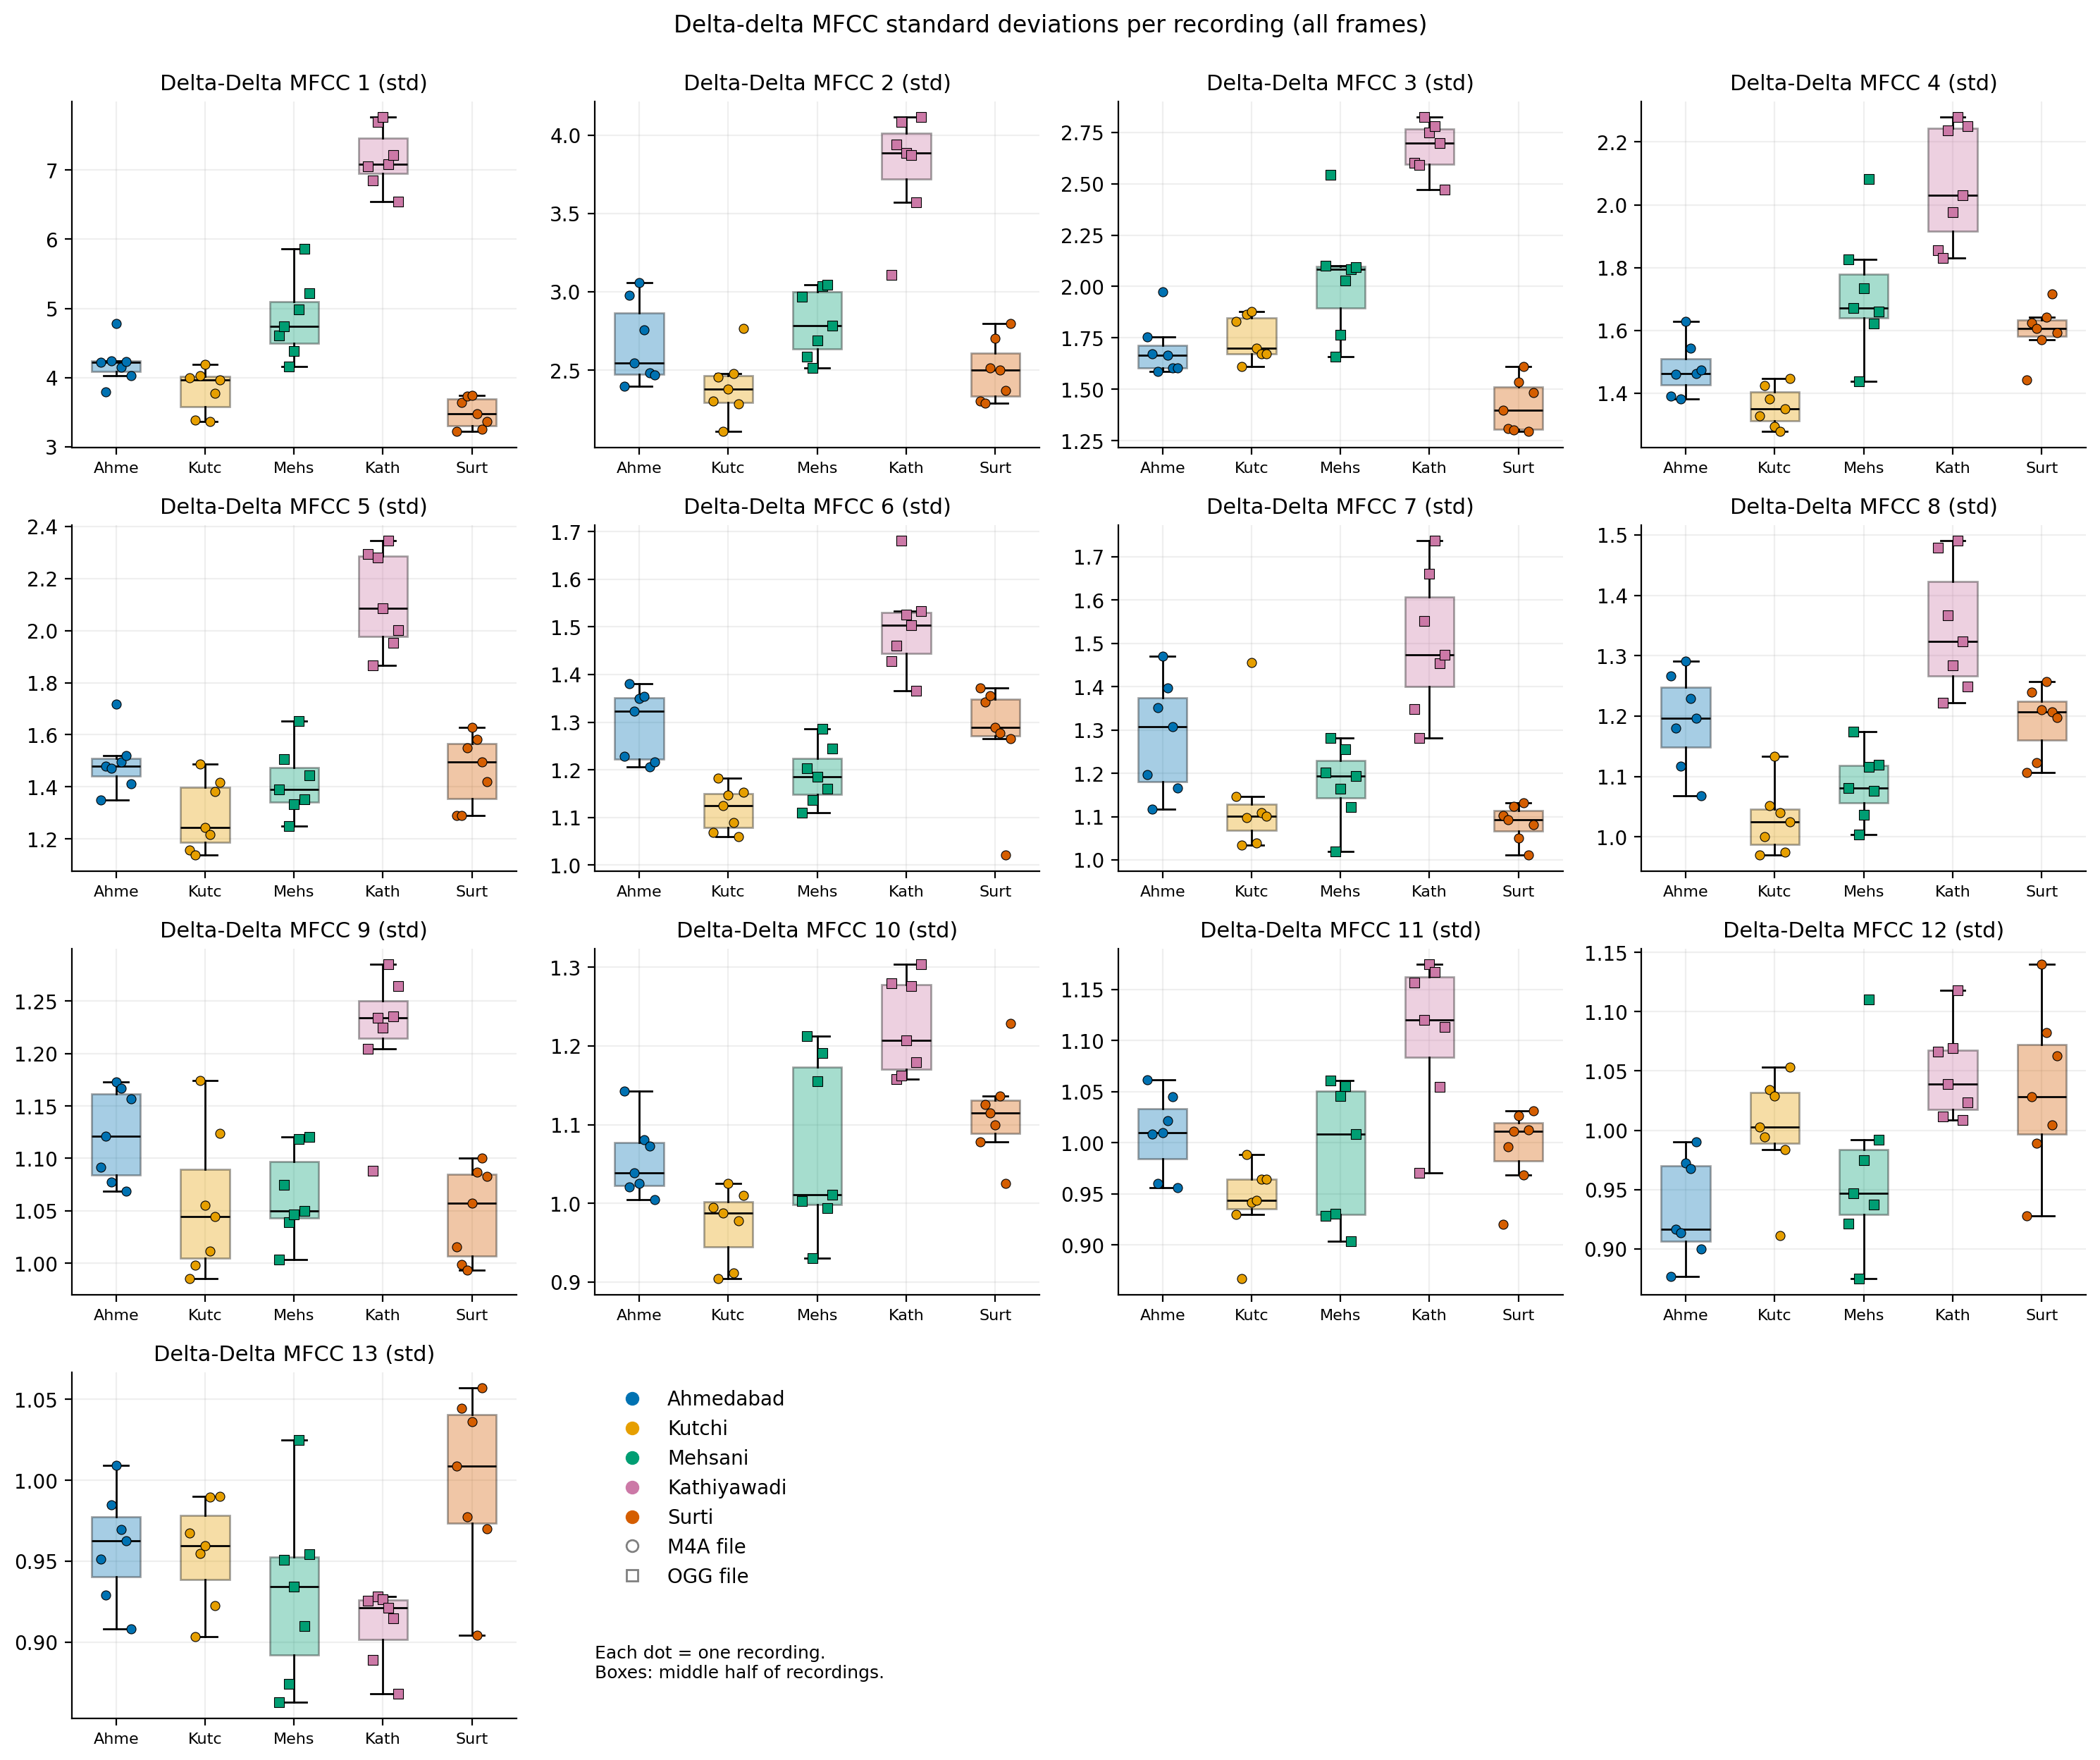 Delta-delta MFCC standard deviations per recording (all frames)
Delta-Delta MFCC 1 (std)
7
6
5
4
3
Ahme Kutc Mehs Kath Surt
Delta-Delta MFCC 2 (std)
4.0
3.5
3.0
2.5
Ahme Kutc Mehs Kath Surt
Delta-Delta MFCC 3 (std)
2.75
2.50
2.25
2.00
1.75
1.50
1.25
Ahme Kutc Mehs Kath Surt
Delta-Delta MFCC 4 (std)
2.2
2.0
1.8
1.6
1.4
Ahme Kutc Mehs Kath Surt
Delta-Delta MFCC 5 (std)
2.4
2.2
2.0
1.8
1.6
1.4
1.2
Ahme Kutc Mehs Kath Surt
Delta-Delta MFCC 6 (std)
1.7
1.6
1.5
1.4
1.3
1.2
1.1
1.0
Ahme Kutc Mehs Kath Surt
Delta-Delta MFCC 7 (std)
1.7
1.6
1.5
1.4
1.3
1.2
1.1
1.0
Ahme Kutc Mehs Kath Surt
Delta-Delta MFCC 8 (std)
1.5
1.4
1.3
1.2
1.1
1.0
Ahme Kutc Mehs Kath Surt
Delta-Delta MFCC 9 (std)
1.25
1.20
1.15
1.10
1.05
1.00
Ahme Kutc Mehs Kath Surt
Delta-Delta MFCC 10 (std)
1.3
1.2
1.1
1.0
0.9
Ahme Kutc Mehs Kath Surt
Delta-Delta MFCC 11 (std)
1.15
1.10
1.05
1.00
0.95
0.90
Ahme Kutc Mehs Kath Surt
Delta-Delta MFCC 12 (std)
1.15
1.10
1.05
1.00
0.95
0.90
Ahme Kutc Mehs Kath Surt
Delta-Delta MFCC 13 (std)
1.05
1.00
0.95
0.90
Ahme Kutc Mehs Kath Surt
Ahmedabad
Kutchi
Mehsani
Kathiyawadi
Surti
M4A file
OGG file
Each dot = one recording.
Boxes: middle half of recordings.